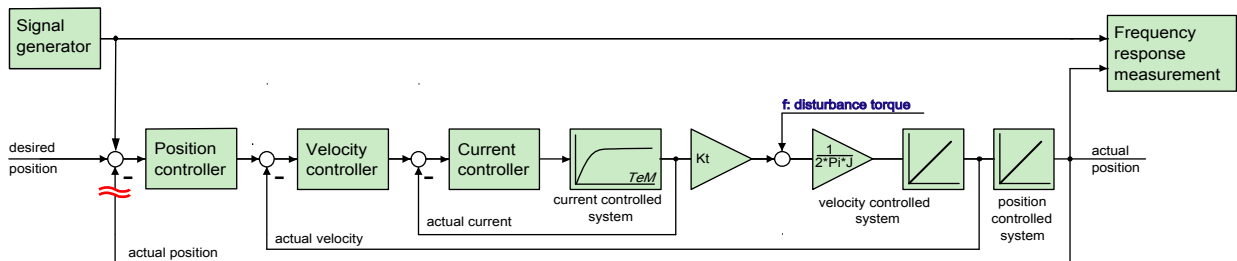 Signal
generator
Frequency
response
measurement
f: disturbance torque
desired
position
Position
controller
Velocity
controller
Current
controller
TeM
Kt
1
2*Pi*J
actual
position
current controlled
system
velocity controlled
system
position
controlled
system
actual current
actual velocity
actual position